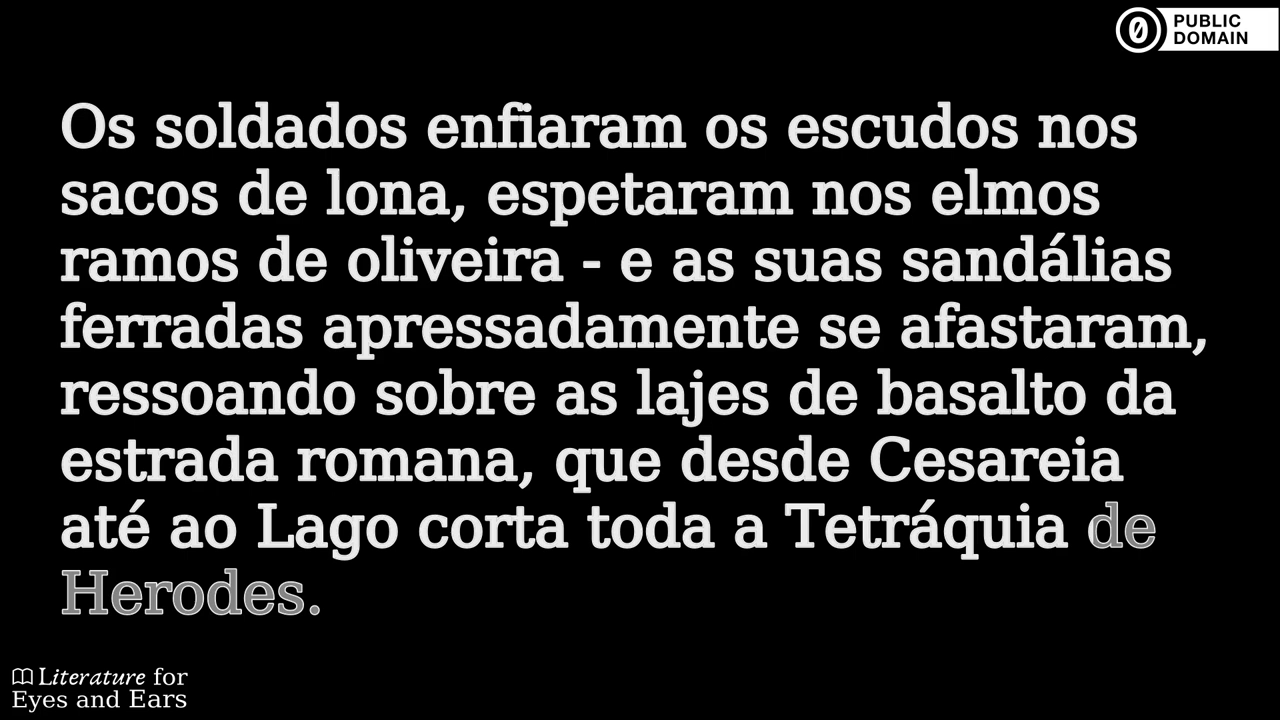 PUBLIC
DOMAIN
Os soldados enfiaram os escudos nos
sacos de lona, espetaram nos elmos
ramos de oliveira - e as suas sandálias
ferradas apressadamente se afastaram,
ressoando sobre as lajes de basalto da
estrada romana, que desde Cesareia
até ao Lago corta toda a Tetráquia de
Herodes.
Literature for
Eyes and Ears